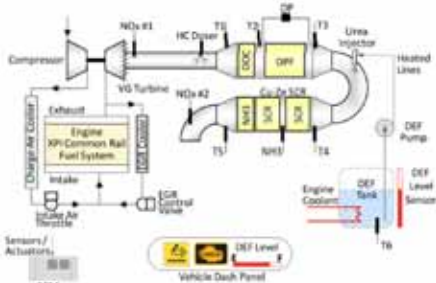 NOx #1
HC Doser
T1
T2
DP
T3
Urea
Injector
Compressor
DOC
DPF
Heated
Lines
VG Turbine
NOx #2
Cu-Ze SCR
NH3
SCR
SCR
Charge Air Cooler
Exhaust
Engine
XPI Common Rail
Fuel System
EGR Cooler
DEF
Pump
T5
NH3
T4
Intake
Engine
Coolant
DEF
Tank
DEF
Level
Sensor
Intake Air
Throttle
EGR
Control
Valve
T6
Sensors/
Actuators
DEF Level
E
F
Vehicle Dash Panel